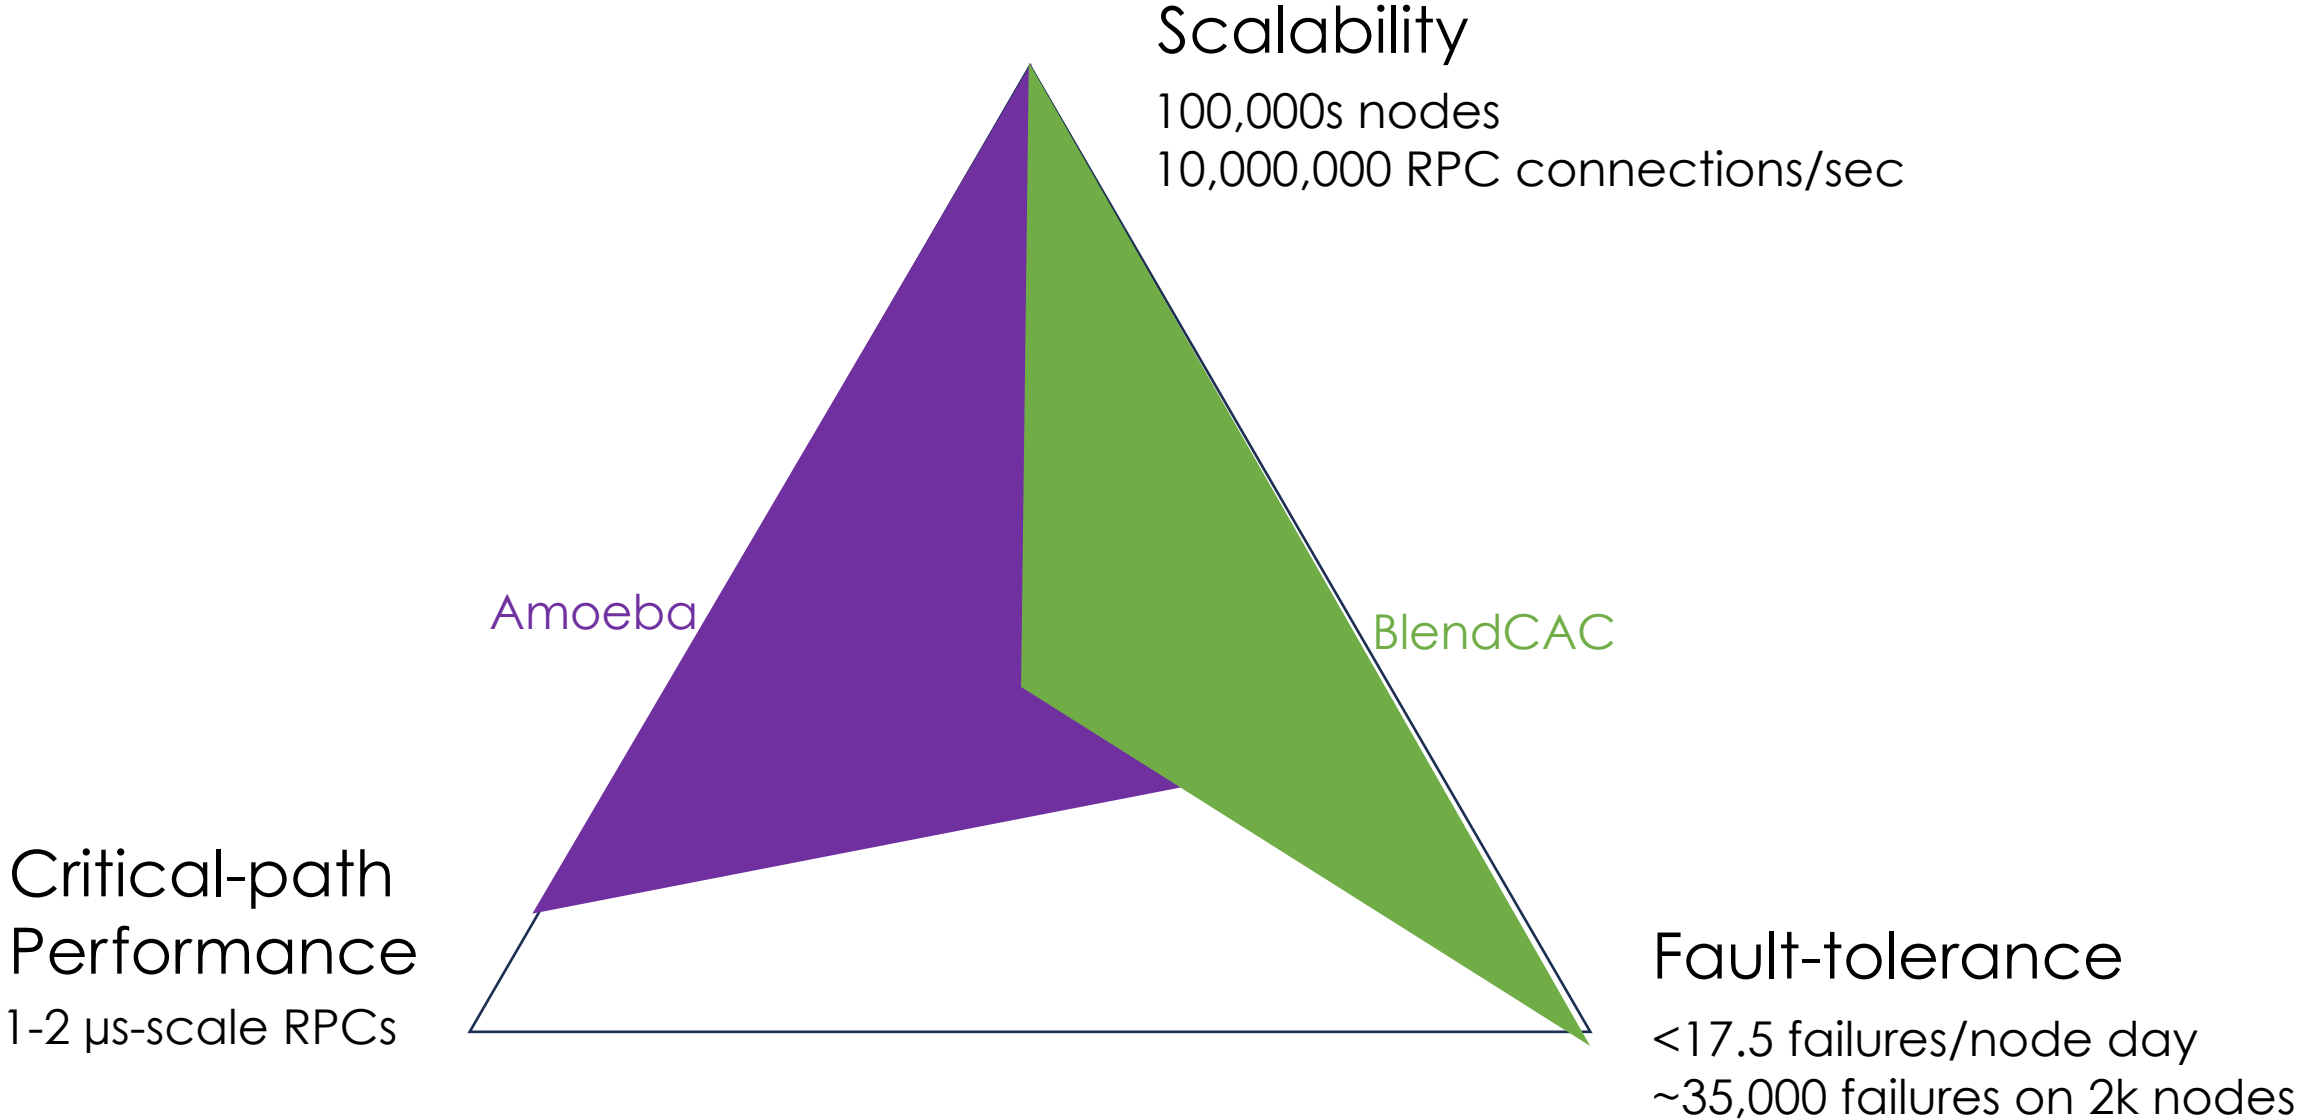 Scalability
100,000s nodes
10,000,000 RPC connections/sec
Amoeba
BlendCAC
Critical-path
Performance
1-2 μs-scale RPCs
Fault-tolerance
<17.5 failures/node day
~35,000 failures on 2k nodes